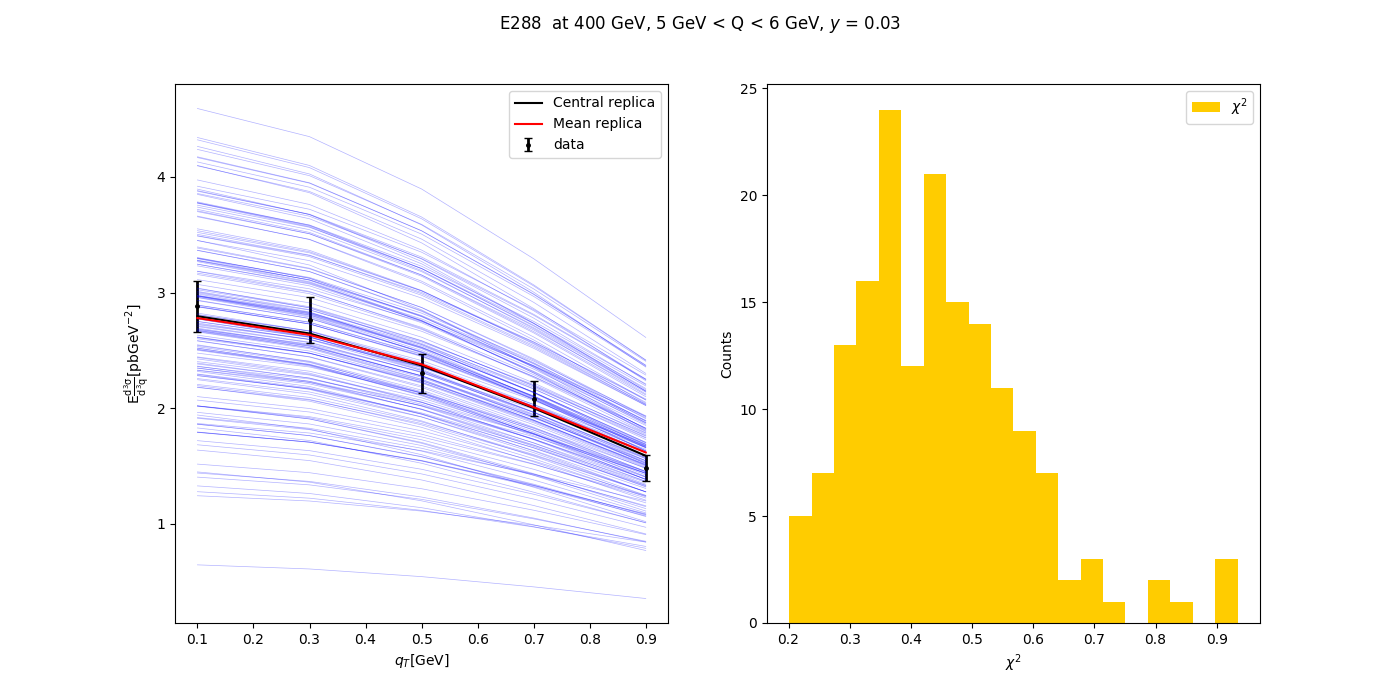 E288  at 400 GeV, 5 GeV < Q < 6 GeV, y = 0.03
E d³σ/d³q [pbGeV⁻²]
4
3
2
1
Central replica
Mean replica
data
0.1 0.2 0.3 0.4 0.5 0.6 0.7 0.8 0.9
q_T[GeV]
Counts
25
20
15
10
5
0
χ²
0.2 0.3 0.4 0.5 0.6 0.7 0.8 0.9
χ²